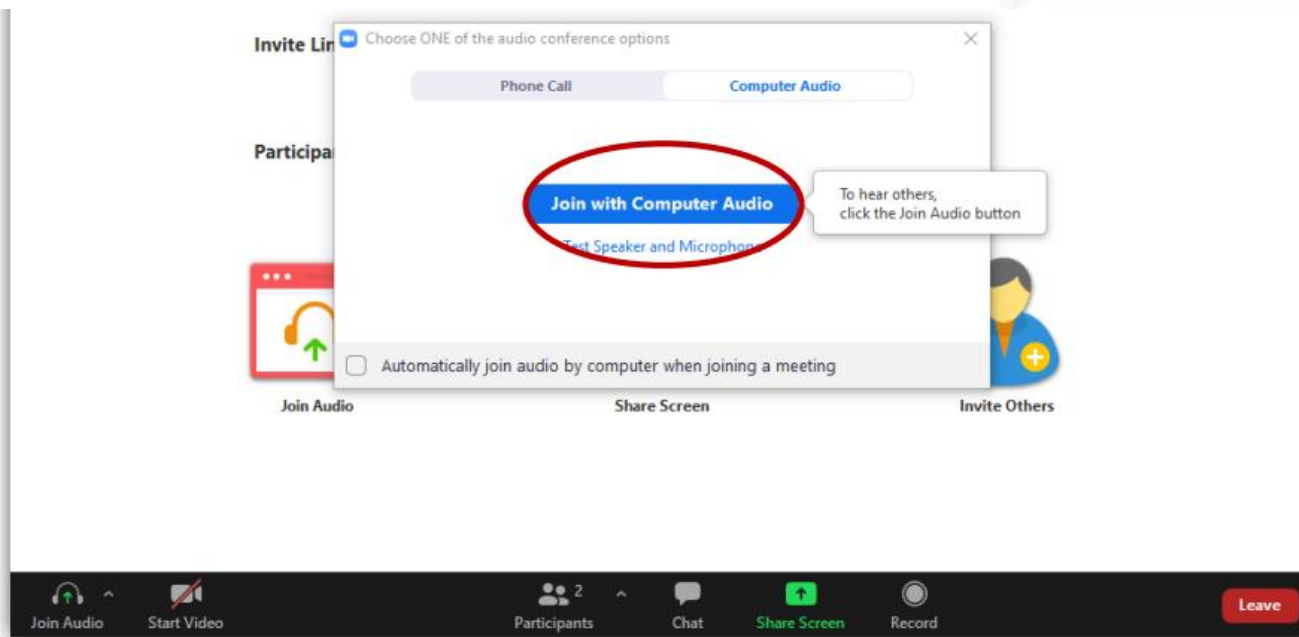 Invite Lin
Choose ONE of the audio conference options
Phone Call
Computer Audio
Participa
Join with Computer Audio
To hear others,
click the Join Audio button
Test Speaker and Microphone
Automatically join audio by computer when joining a meeting
Join Audio
Share Screen
Invite Others
2
Join Audio
Start Video
Participants
Chat
Share Screen
Record
Leave